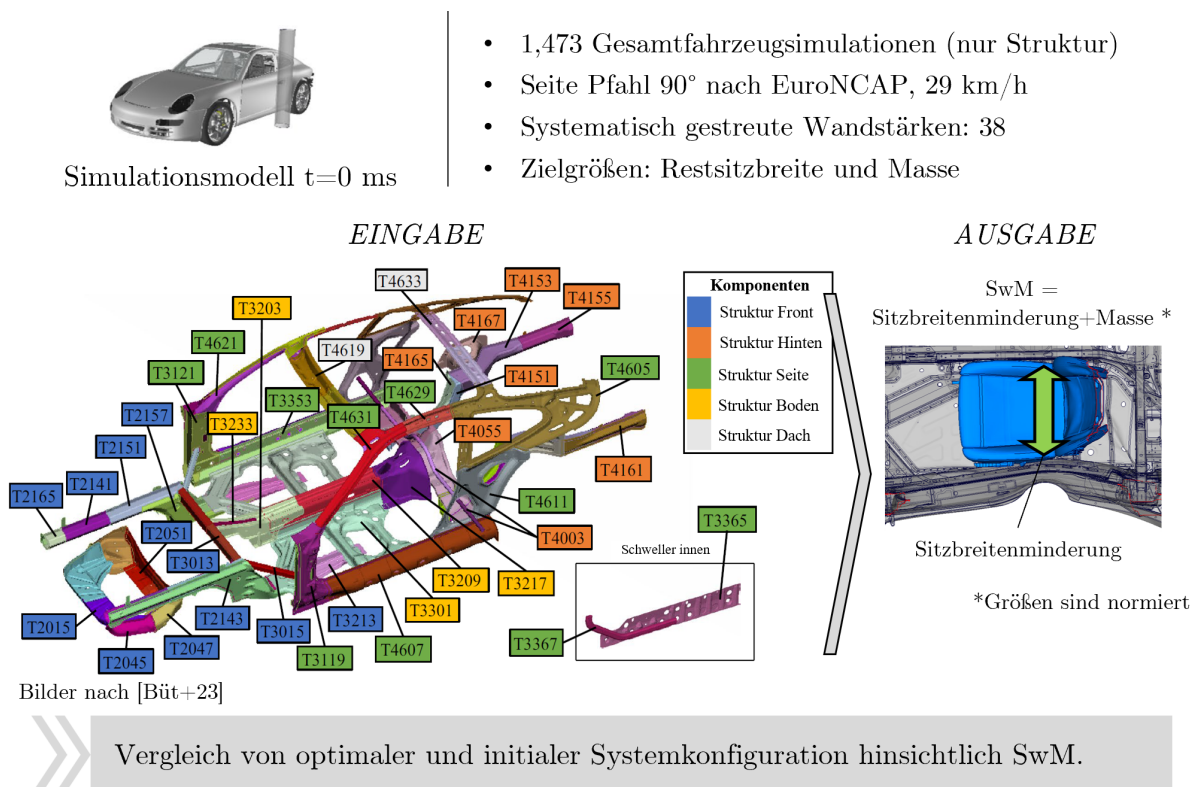 Simulationsmodell t=0 ms
• 1,473 Gesamtfahrzeugsimulationen (nur Struktur)
• Seite Pfahl 90° nach EuroNCAP, 29 km/h
• Systematisch gestreute Wandstärken: 38
• Zielgrößen: Restsitzbreite und Masse
EINGABE
T4633
T4153
T4155
T3203
T4167
T4621
T4619
T4165
T4151
T4605
T3121
T3353
T4629
T2157
T3233
T4631
T4055
T2151
T4161
T2165
T2141
T4611
T2051
T4003
T3013
T3209
T3217
T2015
T2143
T3015
T3213
T3301
T2045
T2047
T3119
T4607
Komponenten
Struktur Front
Struktur Hinten
Struktur Seite
Struktur Boden
Struktur Dach
T3365
Schweller innen
T3367
Bilder nach [Büt+23]
AUSGABE
SwM =
Sitzbreitenminderung+Masse *
Sitzbreitenminderung
*Größen sind normiert
Vergleich von optimaler und initialer Systemkonfiguration hinsichtlich SwM.